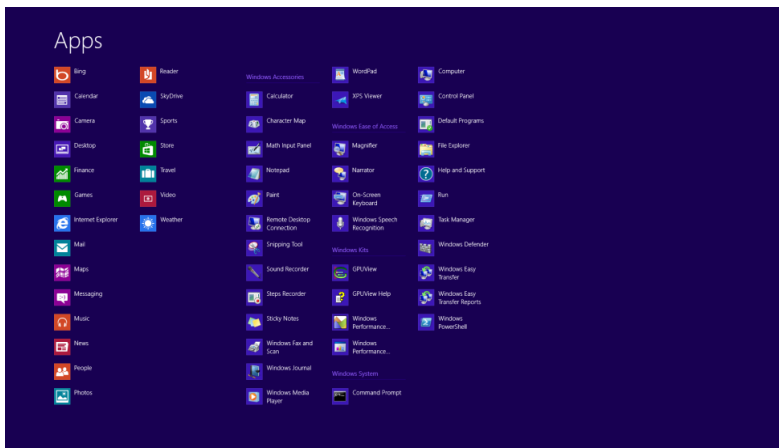 Apps
Bing
Calendar
Camera
Desktop
Finance
Games
Internet Explorer
Mail
Maps
Messaging
Music
News
People
Photos
Reader
SkyDrive
Sports
Store
Travel
Video
Weather
Windows Accessories
Calculator
Character Map
Math Input Panel
Notepad
Paint
Remote Desktop
Connection
Snipping Tool
Sound Recorder
Steps Recorder
Sticky Notes
Windows Fax and
Scan
Windows Journal
Windows Media
Player
WordPad
XPS Viewer
Windows Ease of Access
Magnifier
Narrator
On-Screen
Keyboard
Windows Speech
Recognition
Windows Kits
GPUView
GPUView Help
Windows
Performance...
Windows
Performance...
Windows System
Command Prompt
Computer
Control Panel
Default Programs
File Explorer
Help and Support
Run
Task Manager
Windows Defender
Windows Easy
Transfer
Windows Easy
Transfer Reports
Windows
PowerShell